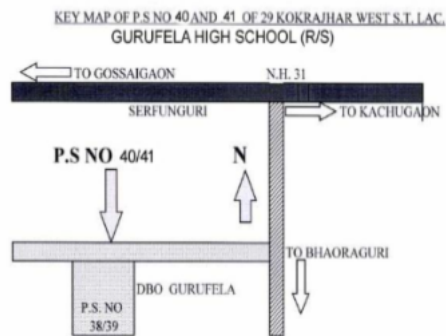 KEY MAP OF P.S NO 40 AND 41 OF 29 KOKRAJHAR WEST S.T. LAC.
GURUFELA HIGH SCHOOL (R/S)
TO GOSSAIGAON
N.H. 31
SERFUNGURI
TO KACHUGAON
P.S NO 40/41
N
TO BHAORAGURI
DBO GURUFELA
P.S. NO
38/39